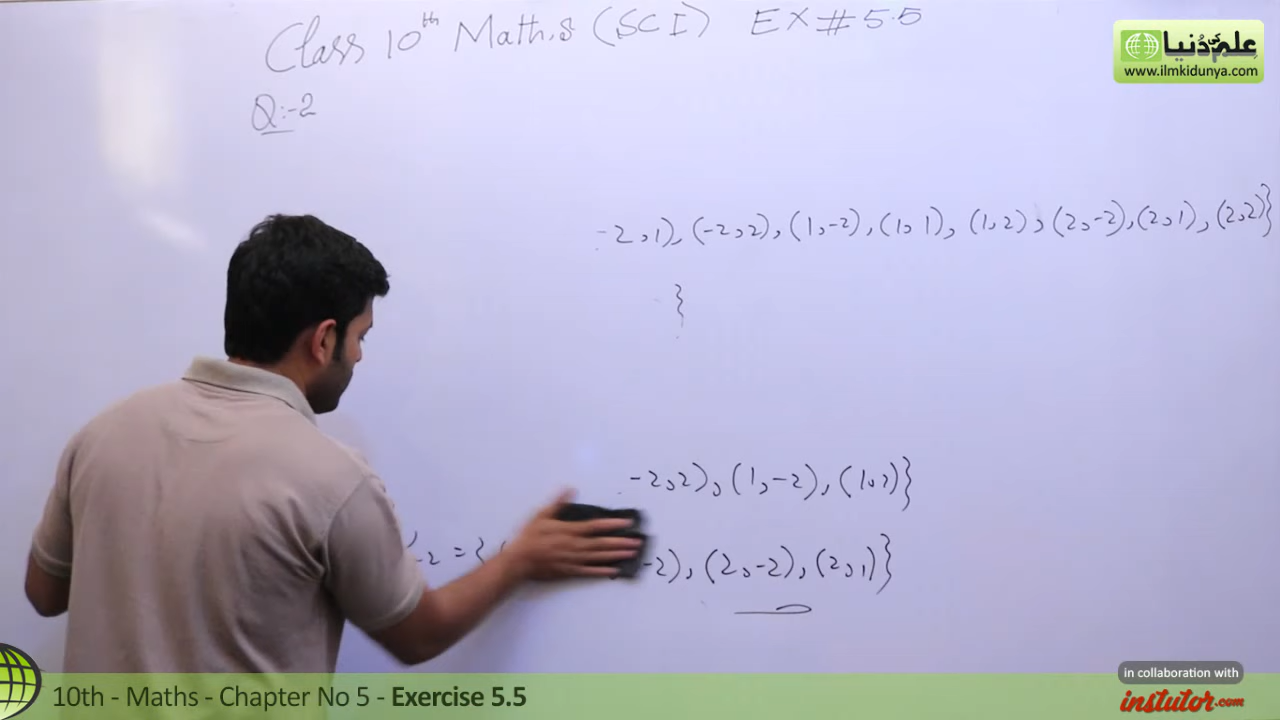 Class 10th Maths (SCI) EX # 5.5
علم کی دنیا
www.ilmkidunya.com
Q:-2
-2,1), (-2,2), (1,-2), (1,1), (1,2), (2,-2), (2,1), (2,2)}
}
-2,2), (1,-2), (1,2)}
-2 = { -2), (2,-2), (2,1)}
in collaboration with
instutor.com
10th - Maths - Chapter No 5 - Exercise 5.5